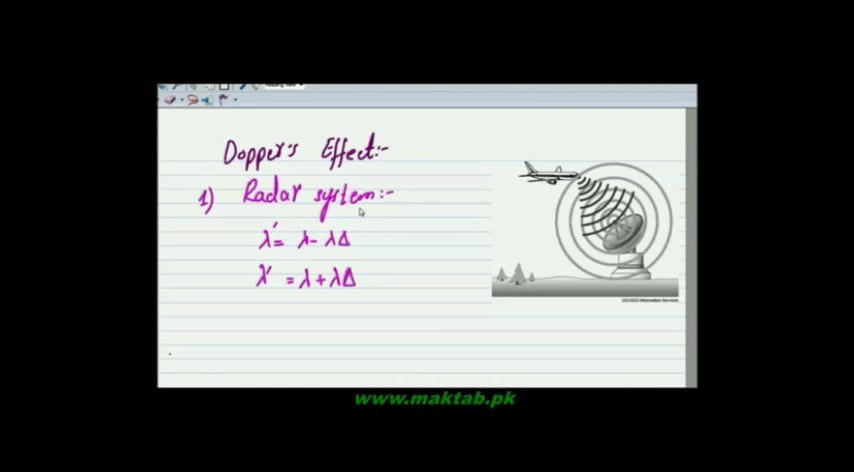 Dopper's Effect:-
1) Radar system:-
λ' = λ - λΔ
λ' = λ + λΔ
www.maktab.pk